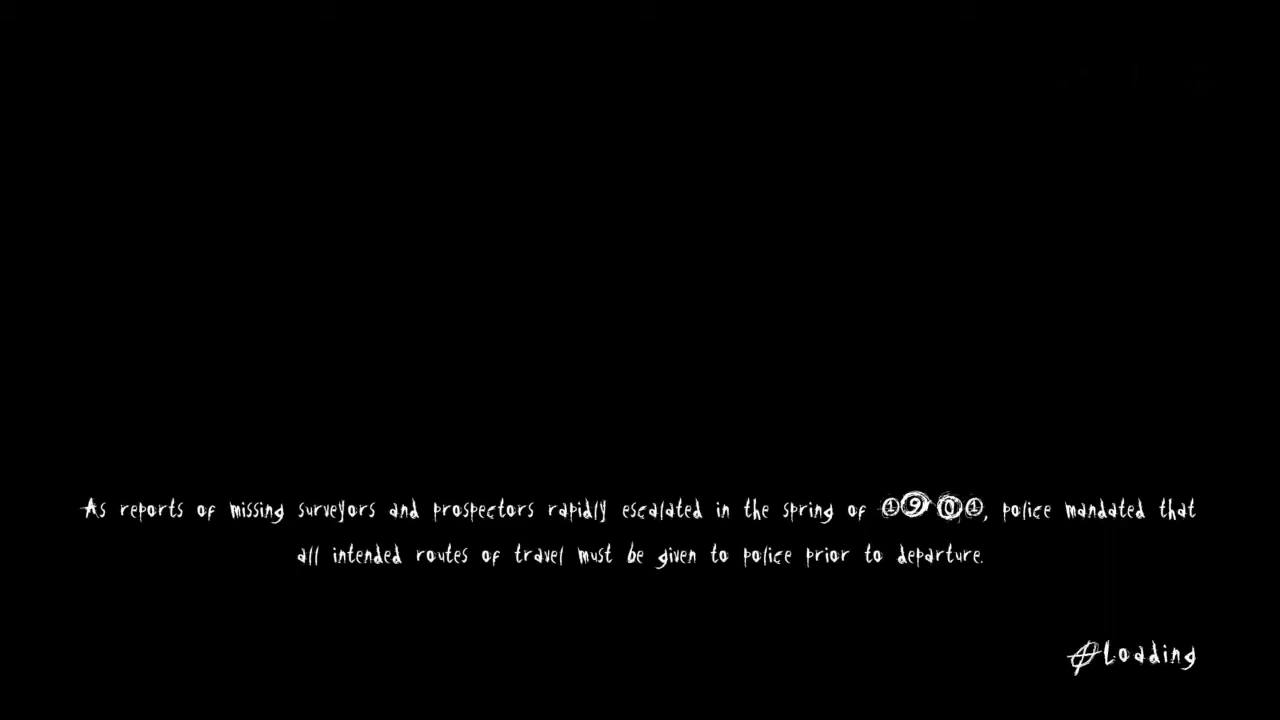 As reports of missing surveyors and prospectors rapidly escalated in the spring of 1901, police mandated that
all intended routes of travel must be given to police prior to departure.
Loading